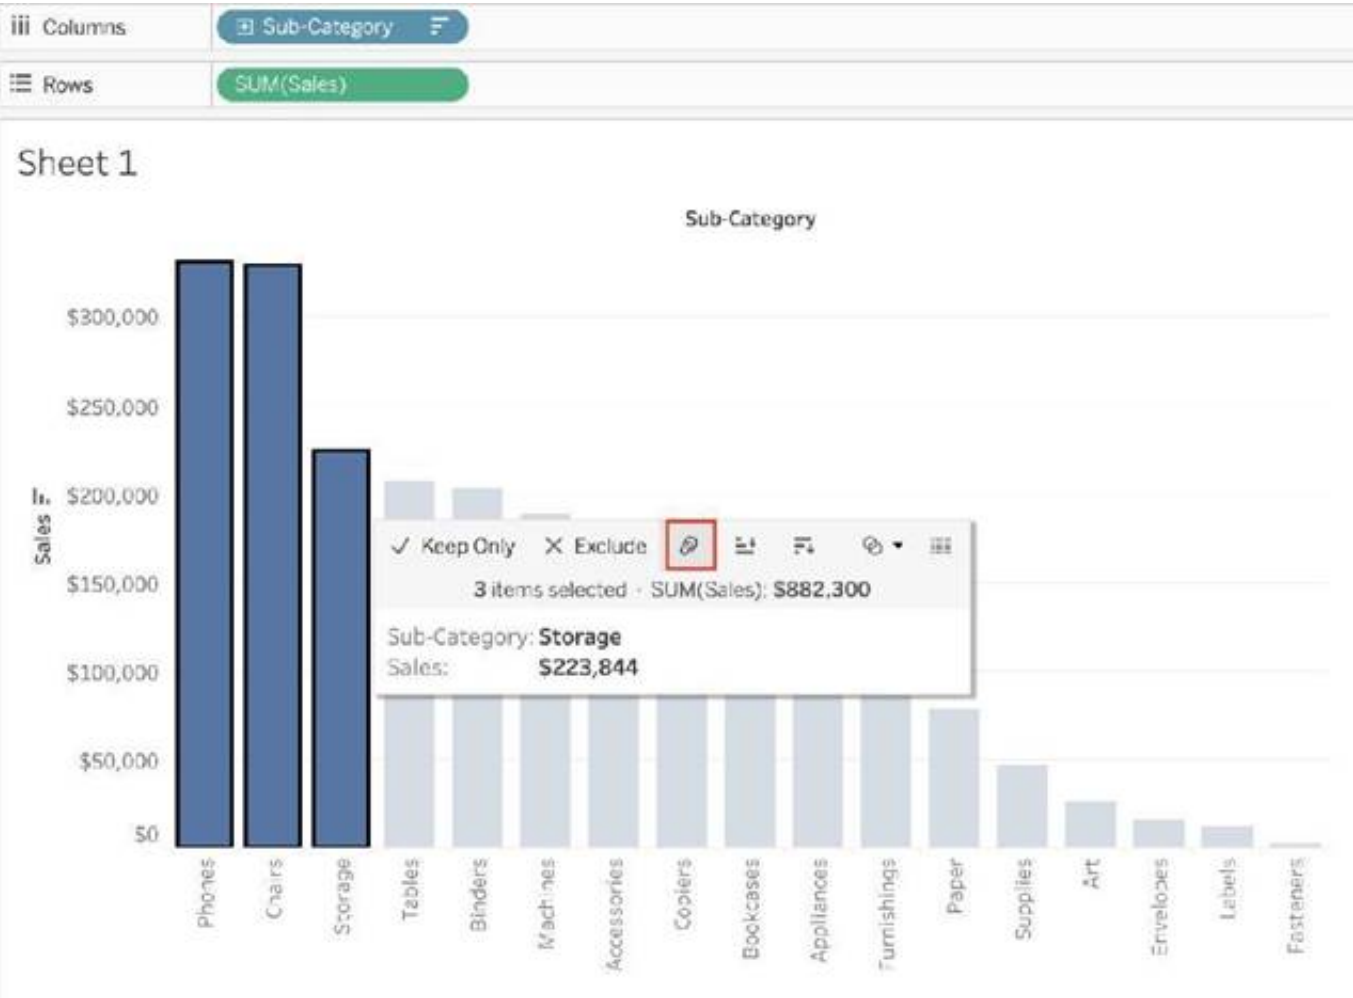 Columns
Sub-Category
Rows
SUM(Sales)
Sheet 1
Sub-Category
$300,000
$250,000
$200,000
$150,000
$100,000
$50,000
$0
Sales
Keep Only Exclude
3 items selected · SUM(Sales): $882,300
Sub-Category: Storage
Sales: $223,844
Phones
Chairs
Storage
Tables
Binders
Machines
Accessories
Copiers
Bookcases
Appliances
Furnishings
Paper
Supplies
Art
Envelopes
Labels
Fasteners